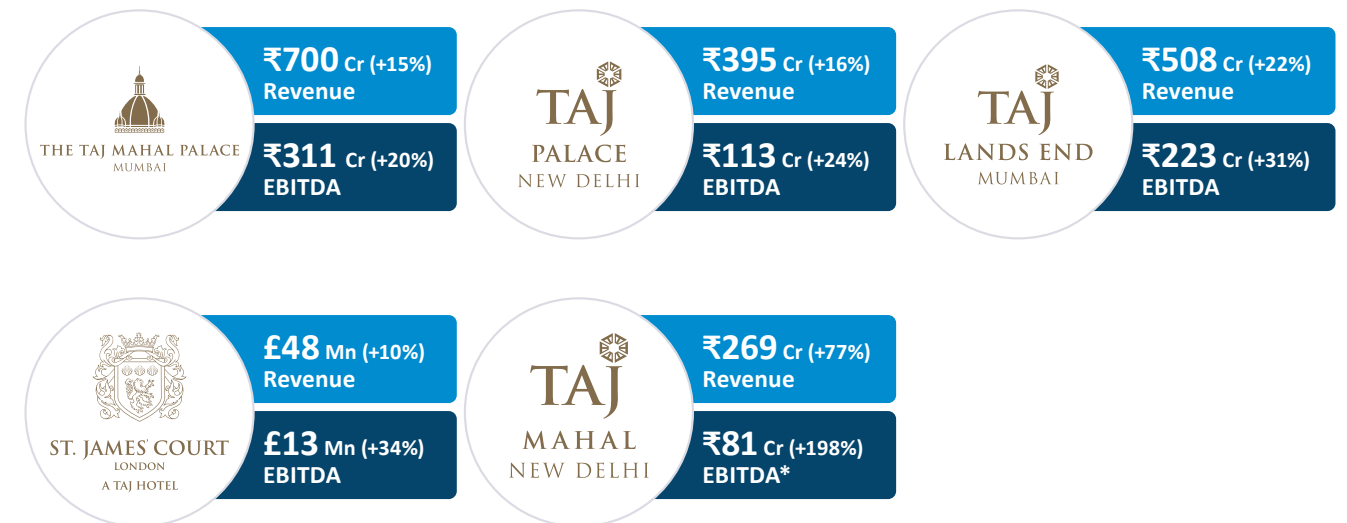 THE TAJ MAHAL PALACE
MUMBAI
₹700 Cr (+15%)
Revenue
₹311 Cr (+20%)
EBITDA
TAJ
PALACE
NEW DELHI
₹395 Cr (+16%)
Revenue
₹113 Cr (+24%)
EBITDA
TAJ
LANDS END
MUMBAI
₹508 Cr (+22%)
Revenue
₹223 Cr (+31%)
EBITDA
ST. JAMES' COURT
LONDON
A TAJ HOTEL
£48 Mn (+10%)
Revenue
£13 Mn (+34%)
EBITDA
TAJ
MAHAL
NEW DELHI
₹269 Cr (+77%)
Revenue
₹81 Cr (+198%)
EBITDA*